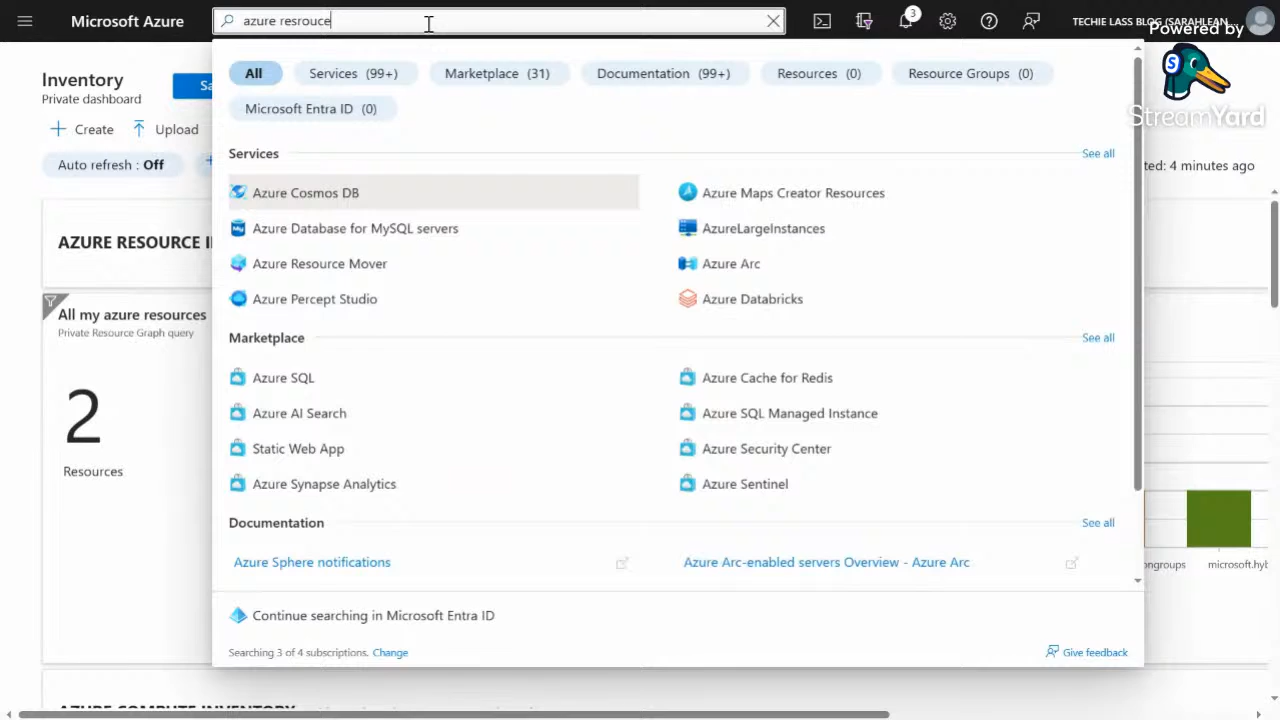 Microsoft Azure
azure resrouce
3
TECHIE LASS BLOG (SARAHLEAN...
Powered by
S
StreamYard
Inventory
Private dashboard
Sa
Create
Upload
Auto refresh : Off
ted: 4 minutes ago
All
Services (99+)
Marketplace (31)
Documentation (99+)
Resources (0)
Resource Groups (0)
Microsoft Entra ID (0)
Services
See all
Azure Cosmos DB
Azure Maps Creator Resources
Azure Database for MySQL servers
AzureLargeInstances
Azure Resource Mover
Azure Arc
Azure Percept Studio
Azure Databricks
Marketplace
See all
Azure SQL
Azure Cache for Redis
Azure AI Search
Azure SQL Managed Instance
Static Web App
Azure Security Center
Azure Synapse Analytics
Azure Sentinel
Documentation
See all
Azure Sphere notifications
Azure Arc-enabled servers Overview - Azure Arc
Continue searching in Microsoft Entra ID
Searching 3 of 4 subscriptions. Change
Give feedback
AZURE RESOURCE I
All my azure resources
Private Resource Graph query
2
Resources
ongroups
microsoft.hyb
AZURE COMPUTE INVENTORY